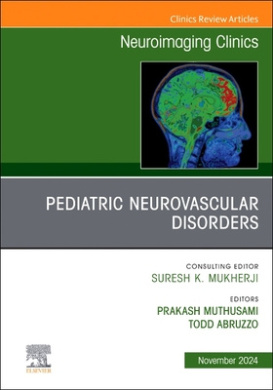 Clinics Review Articles
Neuroimaging Clinics
PEDIATRIC NEUROVASCULAR
DISORDERS
CONSULTING EDITOR
SURESH K. MUKHERJI
EDITORS
PRAKASH MUTHUSAMI
TODD ABRUZZO
ELSEVIER
November 2024